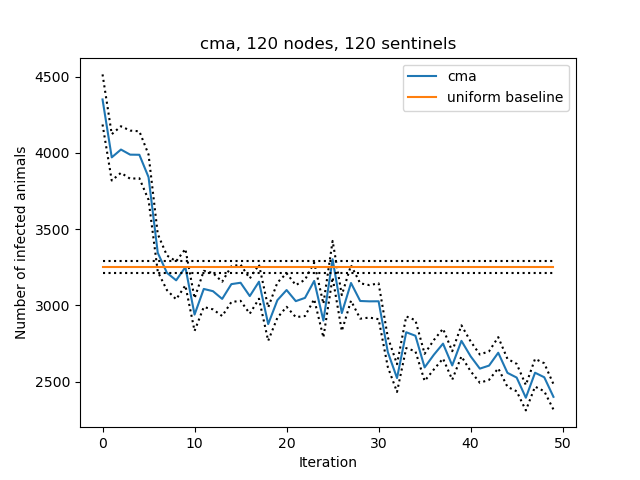 cma, 120 nodes, 120 sentinels
cma
uniform baseline
4500
4000
3500
3000
2500
Number of infected animals
0 10 20 30 40 50
Iteration